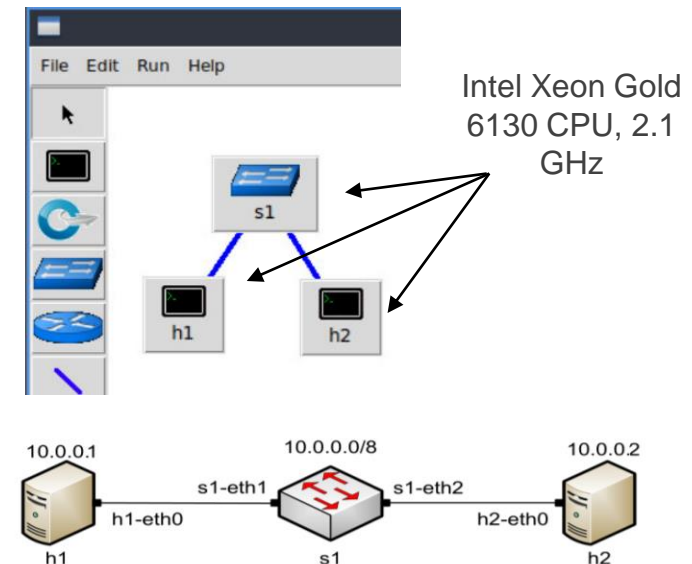 File Edit Run Help
Intel Xeon Gold
6130 CPU, 2.1
GHz
s1
h1
h2
10.0.0.1
10.0.0.0/8
10.0.0.2
s1-eth1
s1-eth2
h1-eth0
h2-eth0
h1
s1
h2